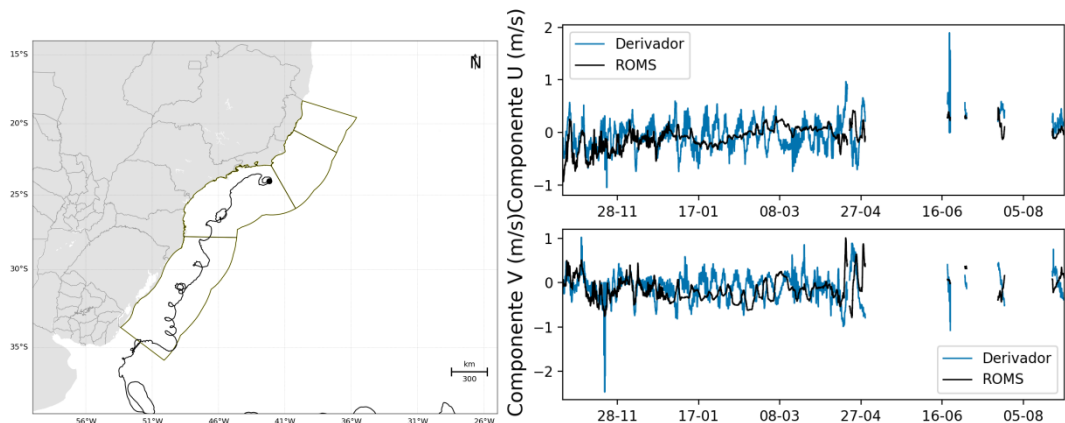 15°S
20°S
25°S
30°S
35°S
56°W
51°W
46°W
41°W
36°W
31°W
26°W
N
km
300
Componente U (m/s)
2
1
0
−1
Derivador
ROMS
28-11
17-01
08-03
27-04
16-06
05-08
Componente V (m/s)
1
0
−1
−2
Derivador
ROMS
28-11
17-01
08-03
27-04
16-06
05-08